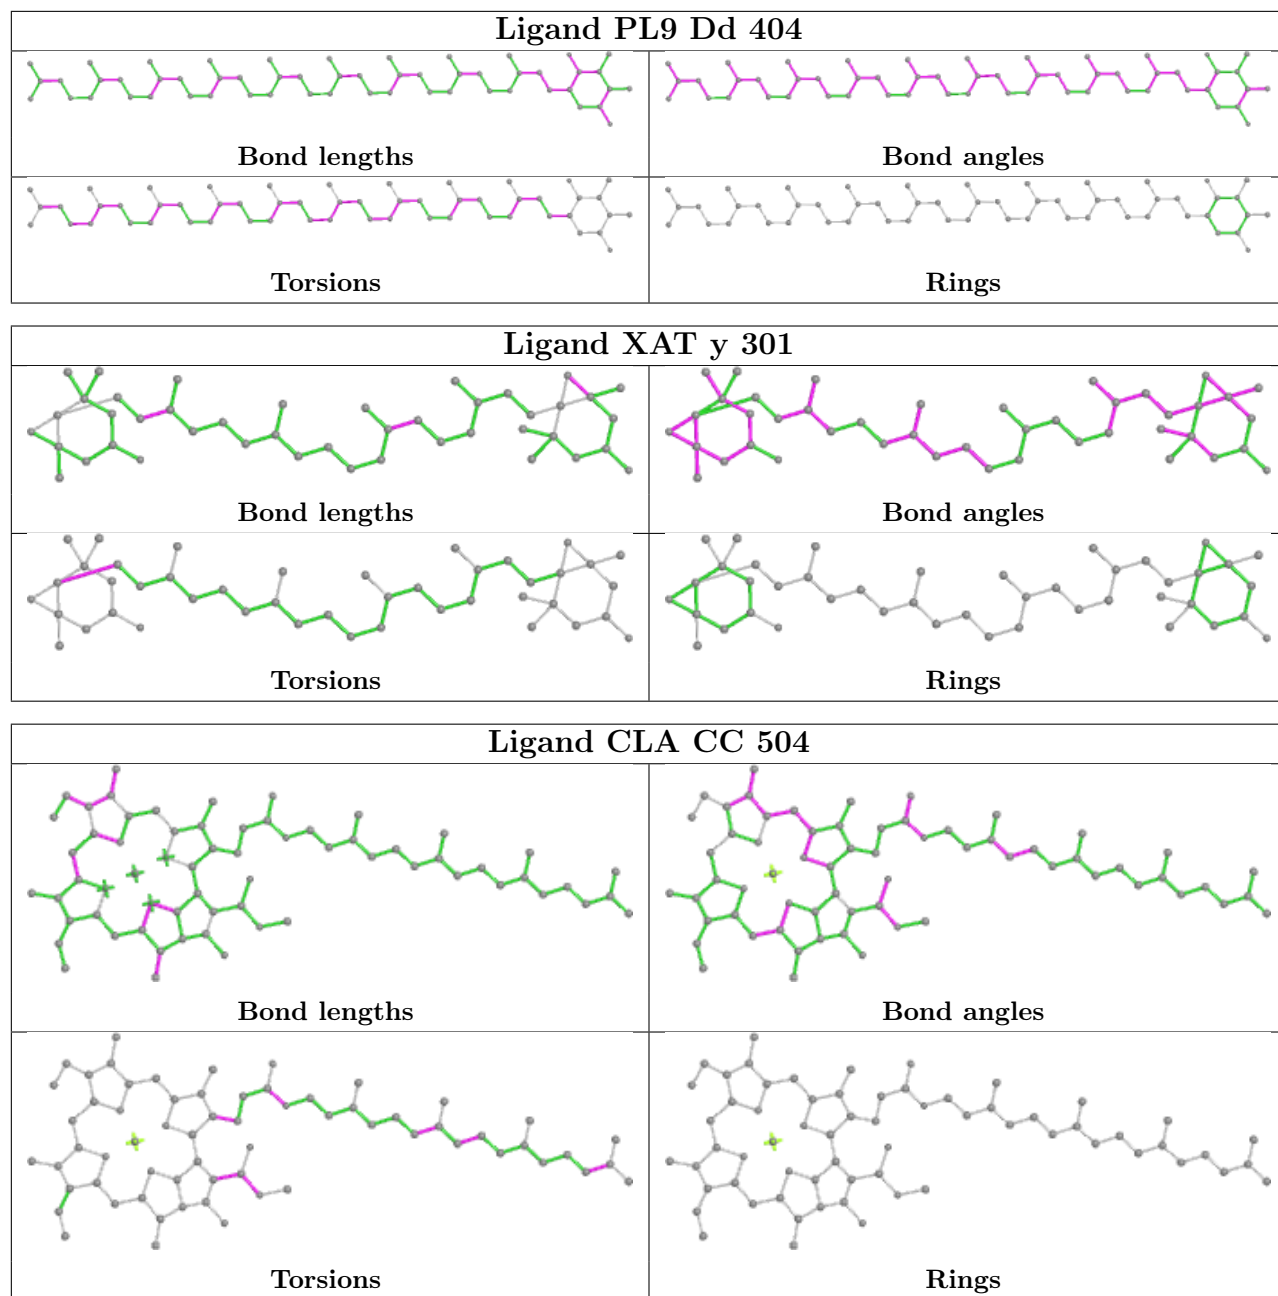 Ligand PL9 Dd 404
Bond lengths
Bond angles
Torsions
Rings
Ligand XAT y 301
Bond lengths
Bond angles
Torsions
Rings
Ligand CLA CC 504
Bond lengths
Bond angles
Torsions
Rings